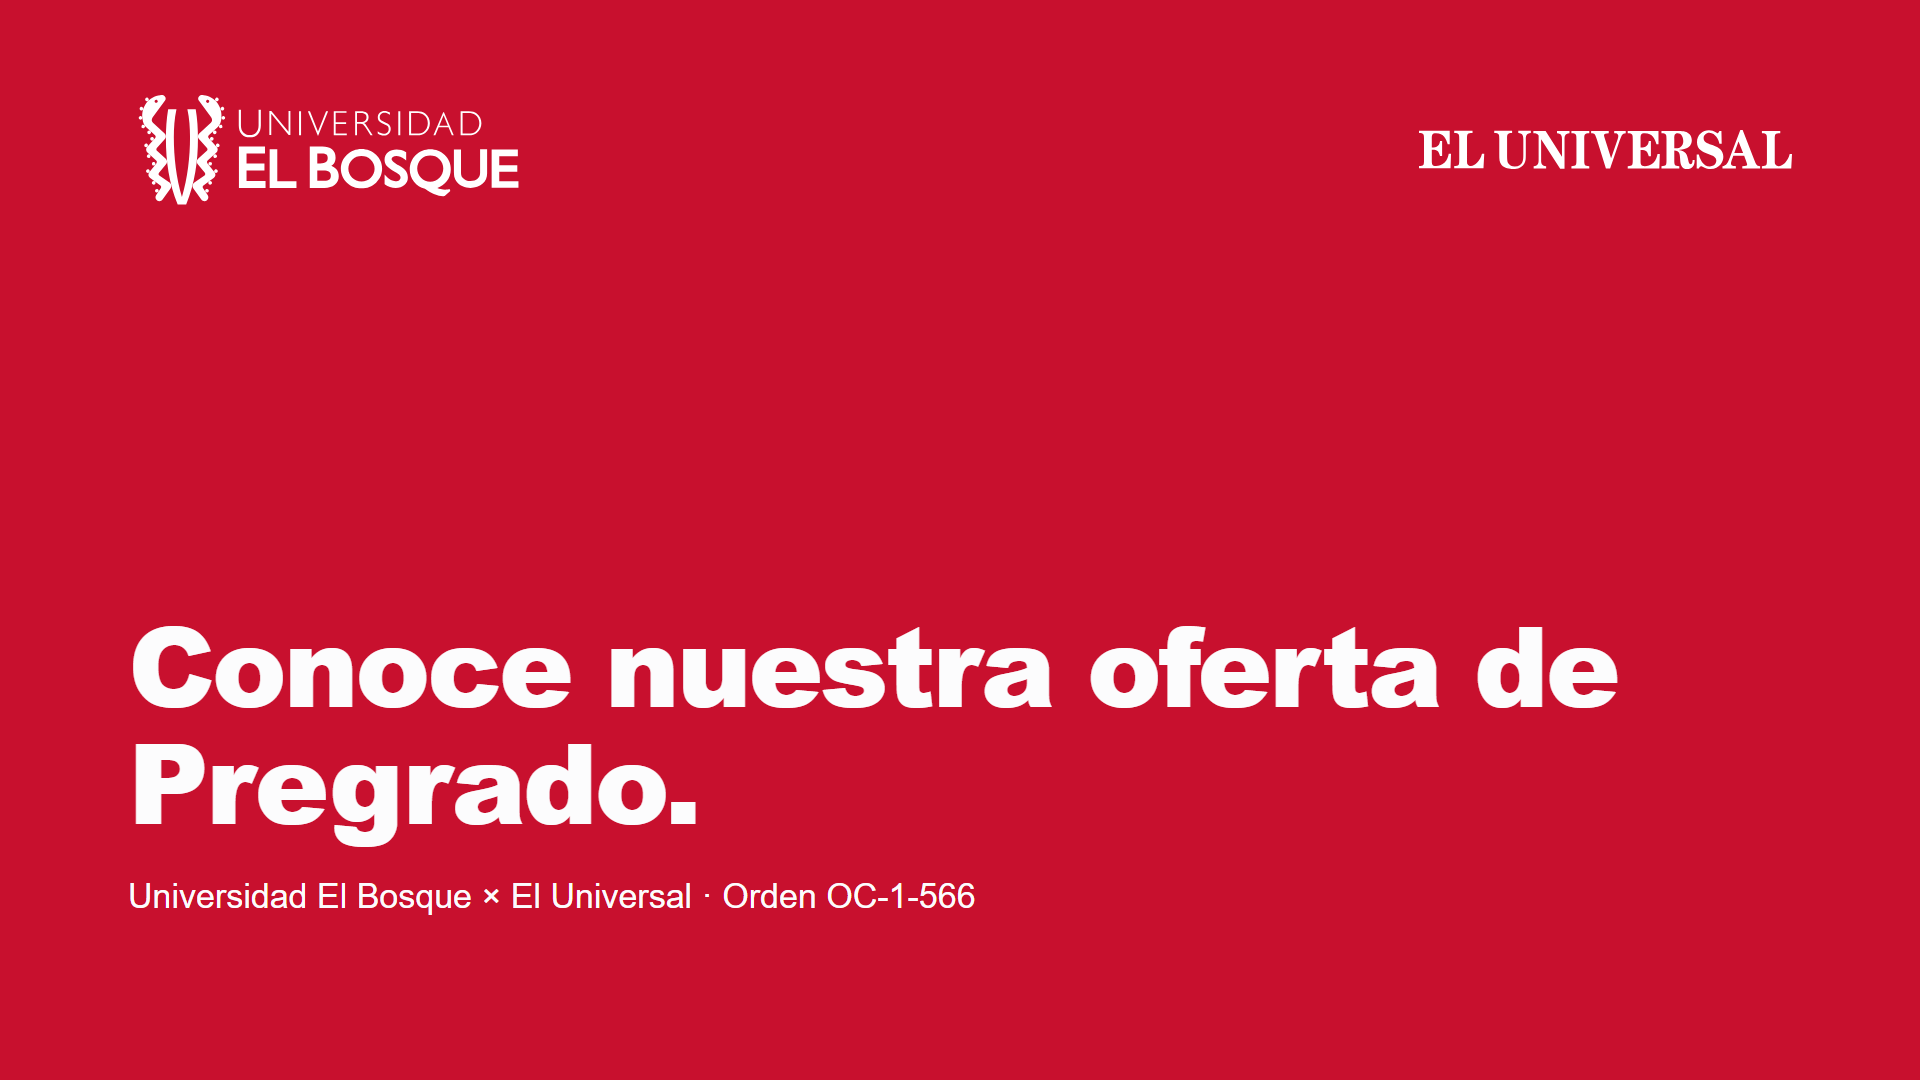 UNIVERSIDAD
EL BOSQUE
EL UNIVERSAL
Conoce nuestra oferta de
Pregrado.
Universidad El Bosque × El Universal · Orden OC-1-566